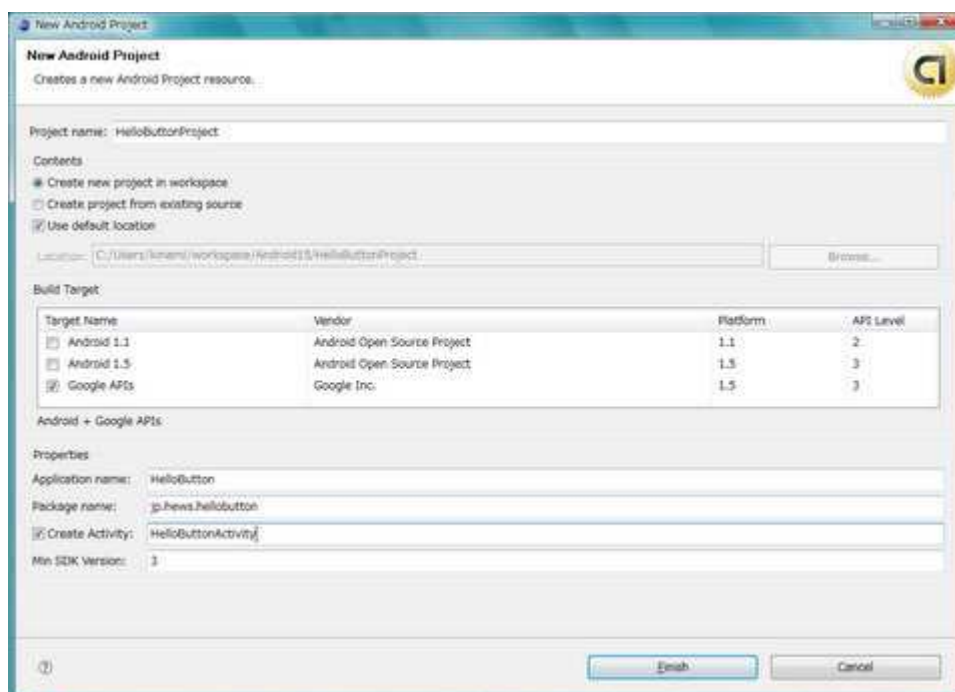 New Android Project
New Android Project
Creates a new Android Project resource.
Project name: HelloButtonProject
Contents
Create new project in workspace
Create project from existing source
Use default location
Location: C:/Users/ /workspace/Android15/HelloButtonProject Browse...
Build Target
Target Name Vendor Platform API Level
Android 1.1 Android Open Source Project 1.1 2
Android 1.5 Android Open Source Project 1.5 3
Google APIs Google Inc. 1.5 3
Android + Google APIs
Properties
Application name: HelloButton
Package name: jp.hews.hellobutton
Create Activity: HelloButtonActivity
Min SDK Version: 3
Finish Cancel